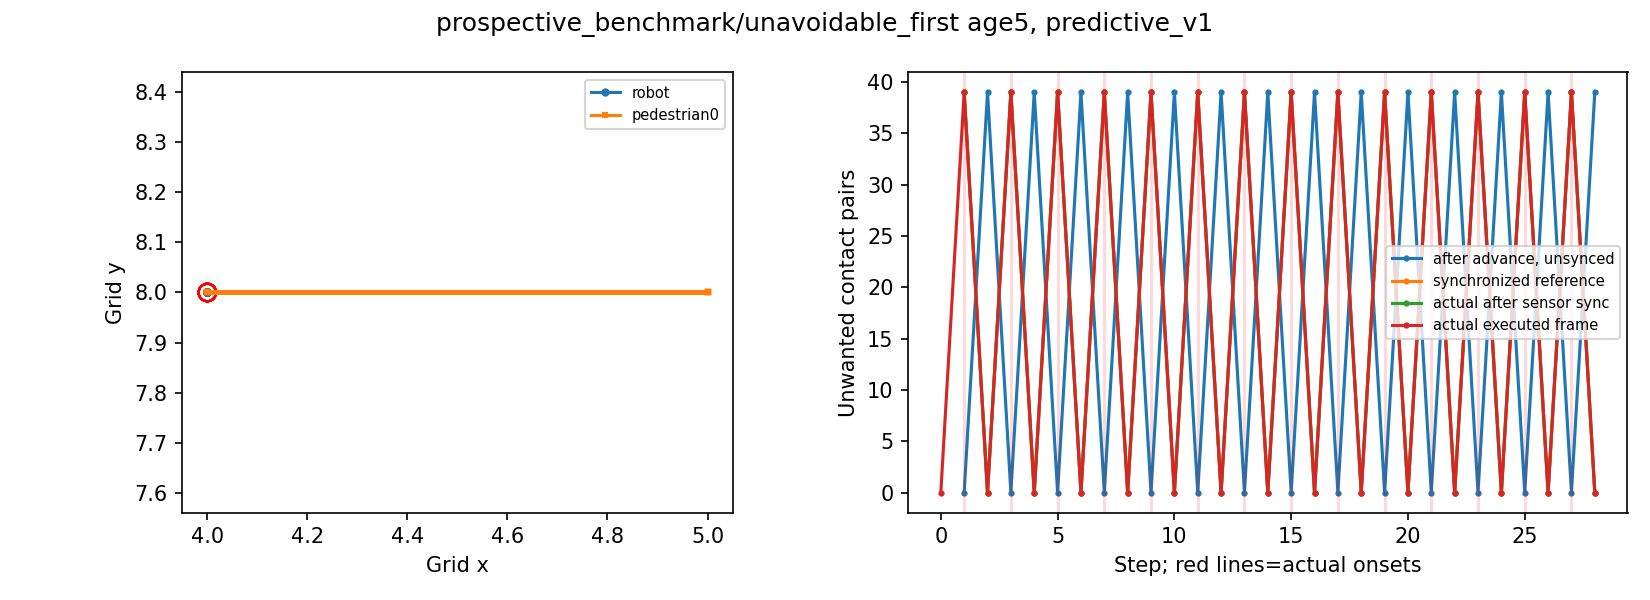 prospective_benchmark/unavoidable_first age5, predictive_v1
8.4
8.3
8.2
8.1
8.0
7.9
7.8
7.7
7.6
Grid y
4.0 4.2 4.4 4.6 4.8 5.0
Grid x
robot
pedestrian0
40
35
30
25
20
15
10
5
0
Unwanted contact pairs
0 5 10 15 20 25
Step; red lines=actual onsets
after advance, unsynced
synchronized reference
actual after sensor sync
actual executed frame